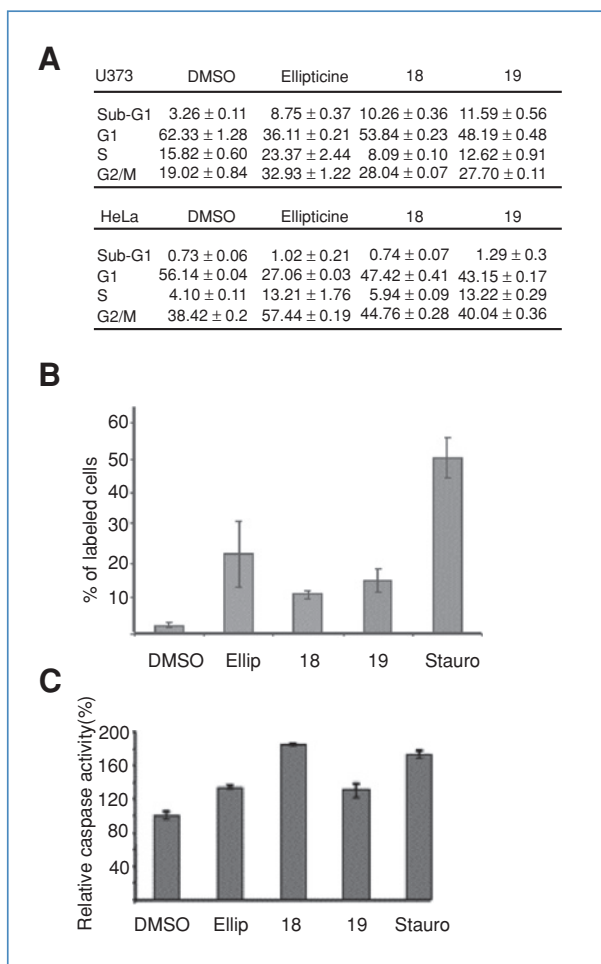 A
U373 DMSO Ellipticine 18 19
Sub-G1 3.26 ± 0.11 8.75 ± 0.37 10.26 ± 0.36 11.59 ± 0.56
G1 62.33 ± 1.28 36.11 ± 0.21 53.84 ± 0.23 48.19 ± 0.48
S 15.82 ± 0.60 23.37 ± 2.44 8.09 ± 0.10 12.62 ± 0.91
G2/M 19.02 ± 0.84 32.93 ± 1.22 28.04 ± 0.07 27.70 ± 0.11
HeLa DMSO Ellipticine 18 19
Sub-G1 0.73 ± 0.06 1.02 ± 0.21 0.74 ± 0.07 1.29 ± 0.3
G1 56.14 ± 0.04 27.06 ± 0.03 47.42 ± 0.41 43.15 ± 0.17
S 4.10 ± 0.11 13.21 ± 1.76 5.94 ± 0.09 13.22 ± 0.29
G2/M 38.42 ± 0.2 57.44 ± 0.19 44.76 ± 0.28 40.04 ± 0.36
B
% of labeled cells
60
50
40
30
20
10
DMSO Ellip 18 19 Stauro
C
Relative caspase activity(%)
200
160
120
80
40
DMSO Ellip 18 19 Stauro